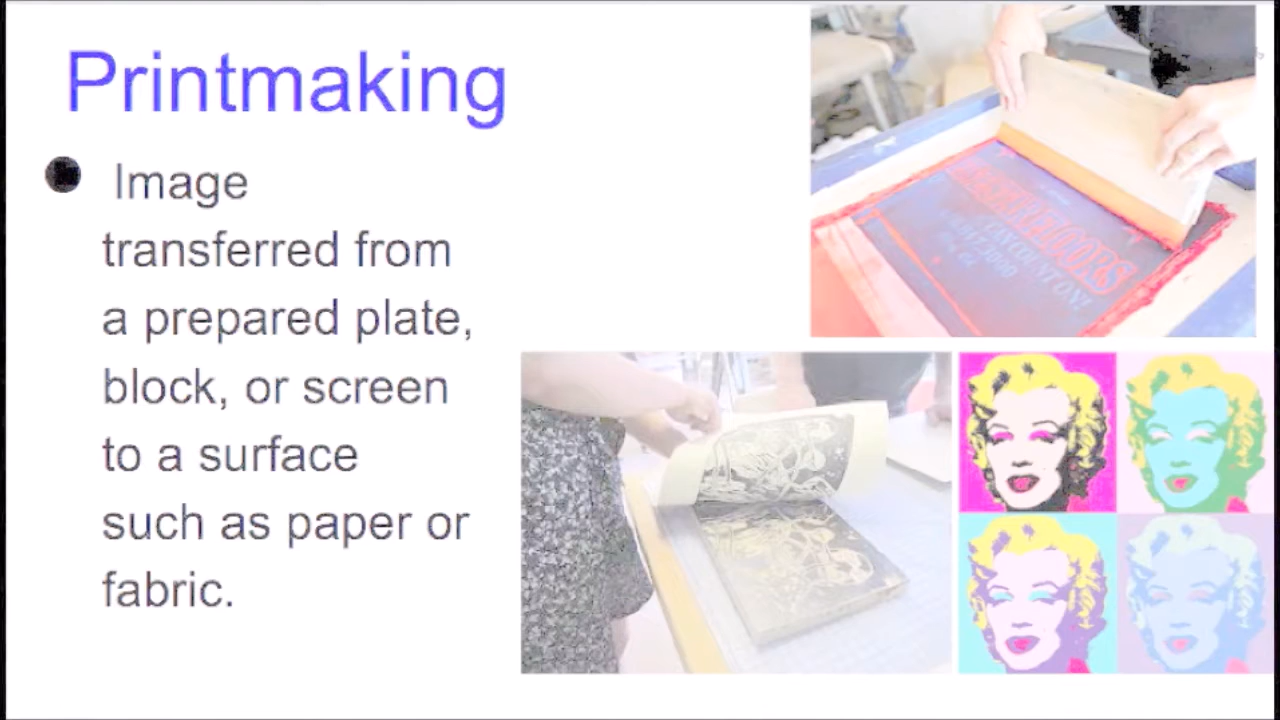 Printmaking
Image
transferred from
a prepared plate,
block, or screen
to a surface
such as paper or
fabric.